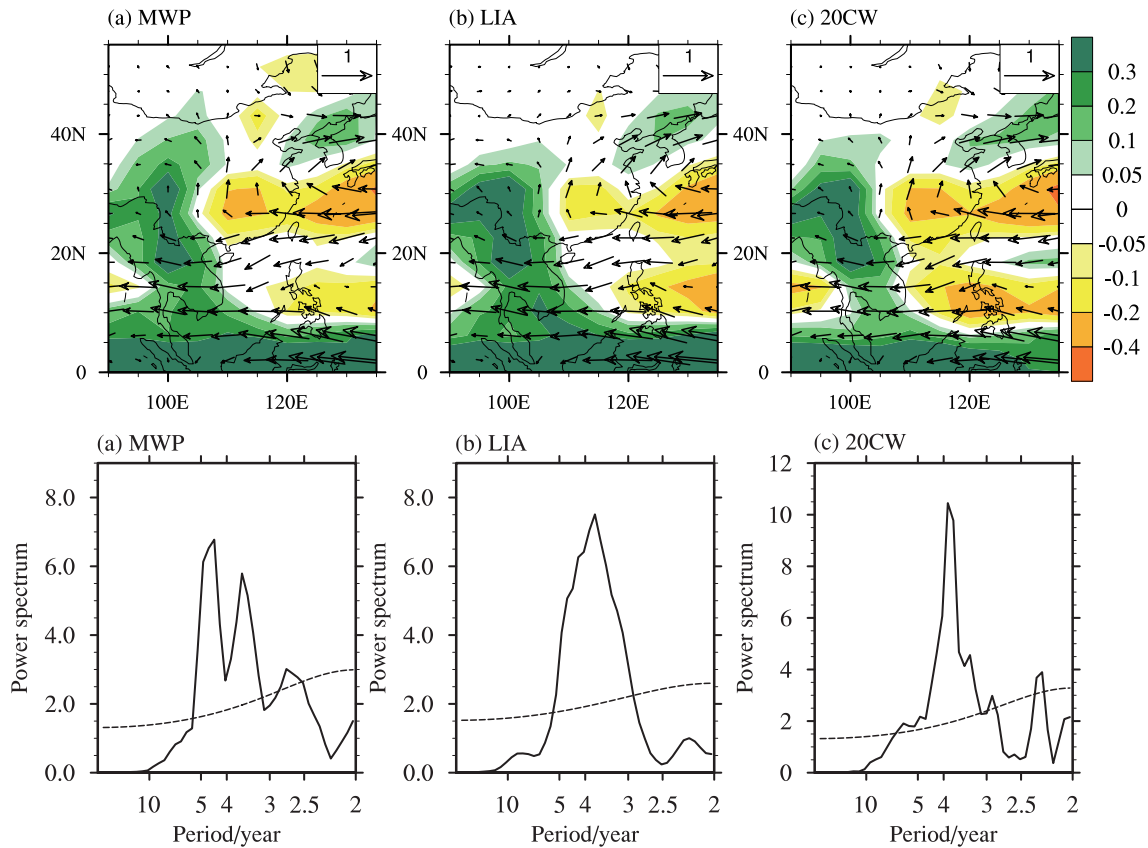 (a) MWP (b) LIA (c) 20CW
1 1 1
40N 40N 40N
20N 20N 20N
0 0 0
100E 120E 100E 120E 100E 120E
0.3
0.2
0.1
0.05
0
-0.05
-0.1
-0.2
-0.4
(a) MWP
Power spectrum
8.0
6.0
4.0
2.0
0.0
10 5 4 3 2.5 2
Period/year
(b) LIA
Power spectrum
8.0
6.0
4.0
2.0
0.0
10 5 4 3 2.5 2
Period/year
(c) 20CW
Power spectrum
12
10
8
6
4
2
0
10 5 4 3 2.5 2
Period/year